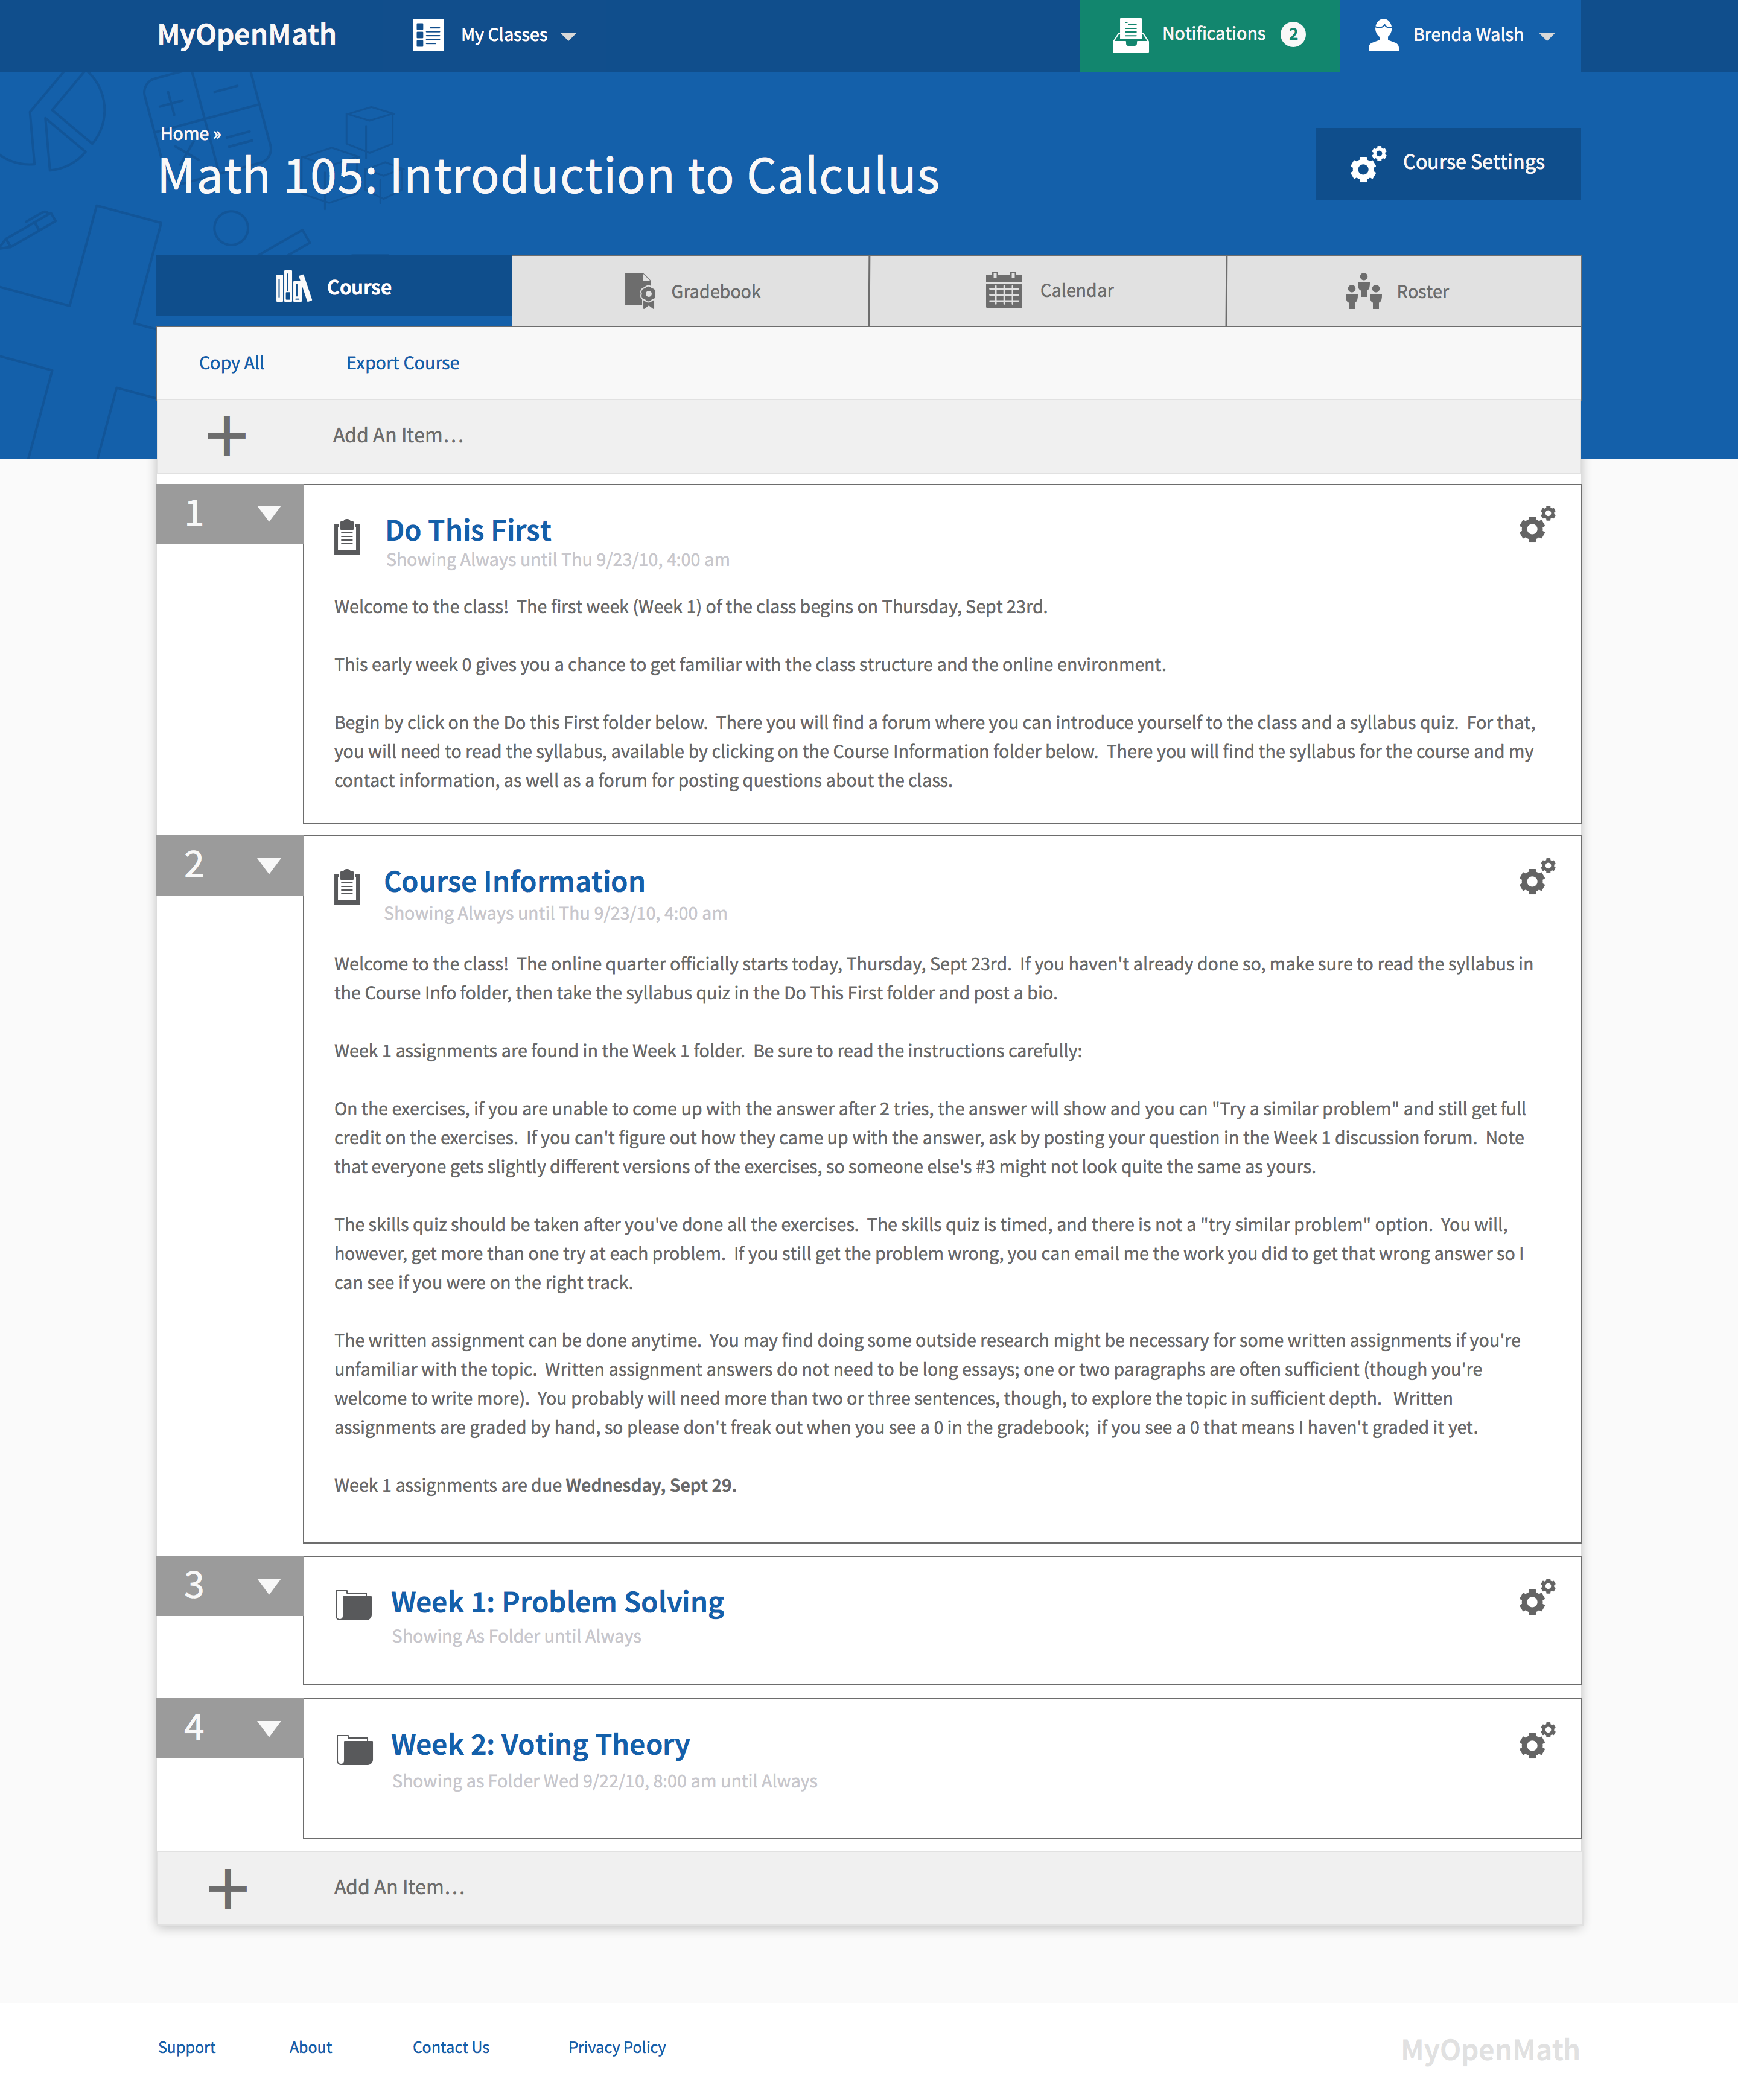 MyOpenMath
My Classes
Notifications 2
Brenda Walsh
Home »
Math 105: Introduction to Calculus
Course Settings
Course
Gradebook
Calendar
Roster
Copy All
Export Course
Add An Item...
1
Do This First
Showing Always until Thu 9/23/10, 4:00 am
Welcome to the class!  The first week (Week 1) of the class begins on Thursday, Sept 23rd.
This early week 0 gives you a chance to get familiar with the class structure and the online environment.
Begin by click on the Do this First folder below.  There you will find a forum where you can introduce yourself to the class and a syllabus quiz.  For that,
you will need to read the syllabus, available by clicking on the Course Information folder below.  There you will find the syllabus for the course and my
contact information, as well as a forum for posting questions about the class.
2
Course Information
Showing Always until Thu 9/23/10, 4:00 am
Welcome to the class!  The online quarter officially starts today, Thursday, Sept 23rd.  If you haven't already done so, make sure to read the syllabus in
the Course Info folder, then take the syllabus quiz in the Do This First folder and post a bio.
Week 1 assignments are found in the Week 1 folder.  Be sure to read the instructions carefully:
On the exercises, if you are unable to come up with the answer after 2 tries, the answer will show and you can "Try a similar problem" and still get full
credit on the exercises.  If you can't figure out how they came up with the answer, ask by posting your question in the Week 1 discussion forum.  Note
that everyone gets slightly different versions of the exercises, so someone else's #3 might not look quite the same as yours.
The skills quiz should be taken after you've done all the exercises.  The skills quiz is timed, and there is not a "try similar problem" option.  You will,
however, get more than one try at each problem.  If you still get the problem wrong, you can email me the work you did to get that wrong answer so I
can see if you were on the right track.
The written assignment can be done anytime.  You may find doing some outside research might be necessary for some written assignments if you're
unfamiliar with the topic.  Written assignment answers do not need to be long essays; one or two paragraphs are often sufficient (though you're
welcome to write more).  You probably will need more than two or three sentences, though, to explore the topic in sufficient depth.   Written
assignments are graded by hand, so please don't freak out when you see a 0 in the gradebook;  if you see a 0 that means I haven't graded it yet.
Week 1 assignments are due Wednesday, Sept 29.
3
Week 1: Problem Solving
Showing As Folder until Always
4
Week 2: Voting Theory
Showing as Folder Wed 9/22/10, 8:00 am until Always
Add An Item...
Support
About
Contact Us
Privacy Policy
MyOpenMath